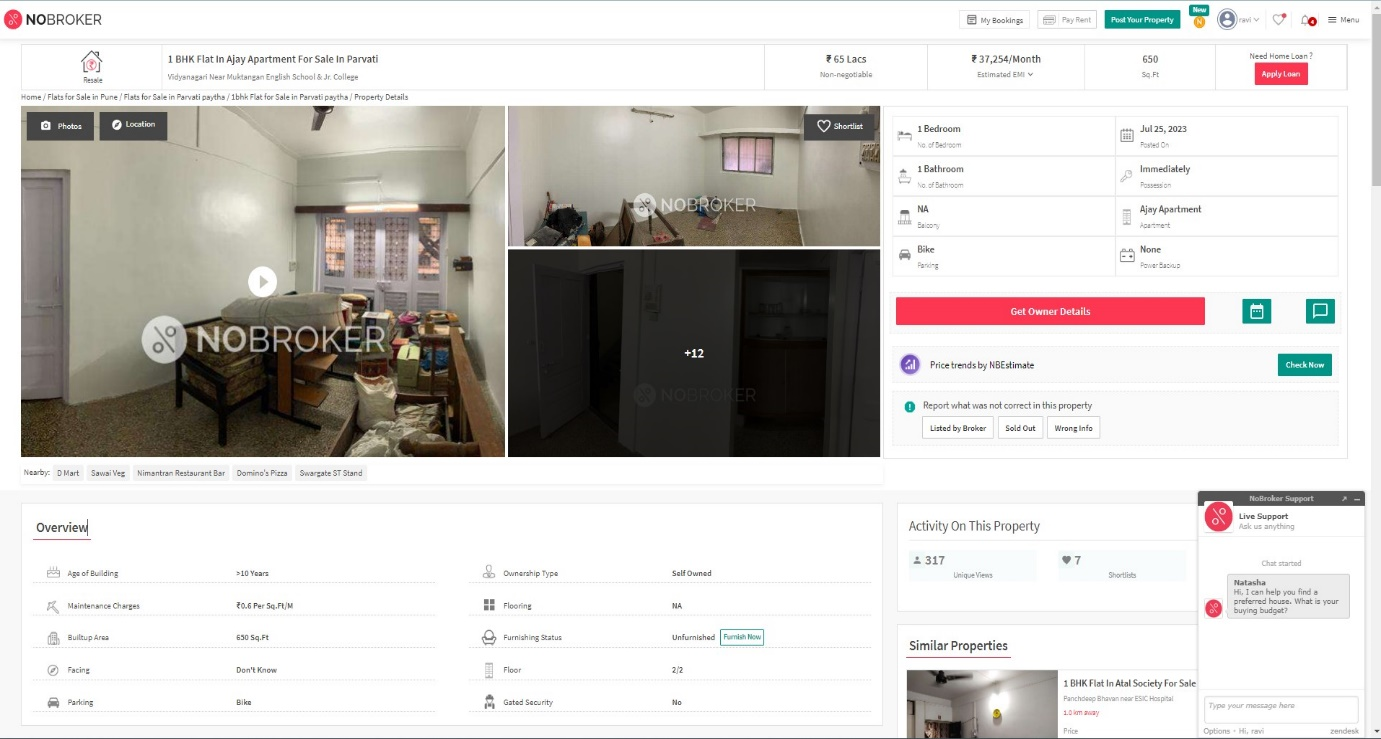 NOBROKER
My Bookings
Pay Rent
Post Your Property
New
N
ravi
4
Menu
Resale
1 BHK Flat In Ajay Apartment For Sale In Parvati
Vidyanagari Near Muktangan English School & Jr. College
₹ 65 Lacs
Non-negotiable
₹ 37,254/Month
Estimated EMI
650
Sq.Ft
Need Home Loan ?
Apply Loan
Home / Flats for Sale in Pune / Flats for Sale in Parvati paytha / 1bhk Flat for Sale in Parvati paytha / Property Details
Photos
Location
Shortlist
NOBROKER
NOBROKER
+12
NOBROKER
1 Bedroom
No. of Bedroom
Jul 25, 2023
Posted On
1 Bathroom
No. of Bathroom
Immediately
Possession
NA
Balcony
Ajay Apartment
Apartment
Bike
Parking
None
Power Backup
Get Owner Details
Price trends by NBEstimate
Check Now
Report what was not correct in this property
Listed by Broker
Sold Out
Wrong Info
Nearby:
D Mart
Sawai Veg
Nimantran Restaurant Bar
Domino's Pizza
Swargate ST Stand
Overview
Age of Building >10 Years
Ownership Type Self Owned
Maintenance Charges ₹0.6 Per Sq.Ft/M
Flooring NA
Builtup Area 650 Sq.Ft
Furnishing Status Unfurnished Furnish Now
Facing Don't Know
Floor 2/2
Parking Bike
Gated Security No
Activity On This Property
317
Unique Views
7
Shortlists
Similar Properties
1 BHK Flat In Atal Society For Sale
Panchdeep Bhavan near ESIC Hospital
1.0 km away
Price
NoBroker Support
Live Support
Ask us anything
Chat started
Natasha
Hi, I can help you find a
preferred house. What is your
buying budget?
Type your message here
Options · Hi, ravi
zendesk